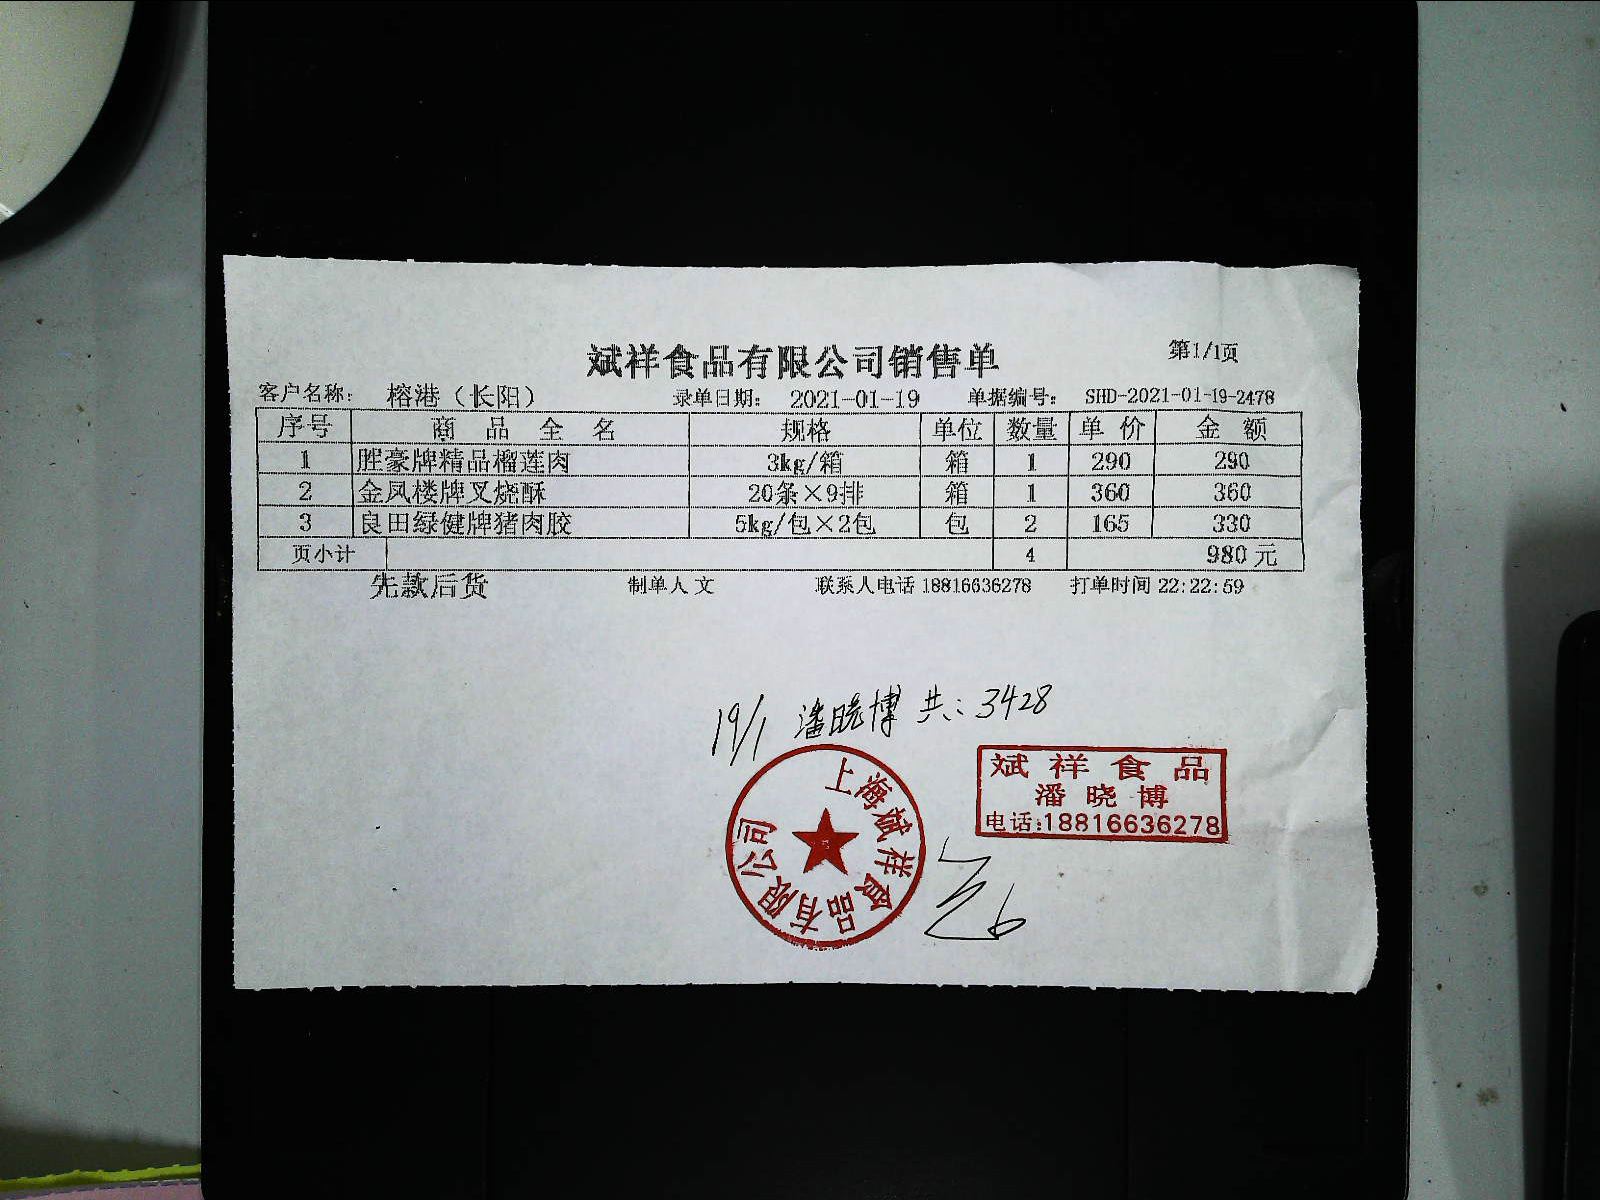 斌祥食品有限公司销售单
第1/1页
客户名称: 榕港（长阳） 录单日期: 2021-01-19 单据编号: SHD-2021-01-19-2478
序号 商品全名 规格 单位 数量 单价 金额
1 胜豪牌精品榴莲肉 3kg/箱 箱 1 290 290
2 金凤楼牌叉烧酥 20条×9排 箱 1 360 360
3 良田绿健牌猪肉胶 5kg/包×2包 包 2 165 330
页小计 4 980元
先款后货 制单人 文 联系人电话 18816636278 打单时间 22:22:59
19/1 潘晓博 共: 3428
上海斌祥食品有限公司
斌祥食品
潘晓博
电话:18816636278